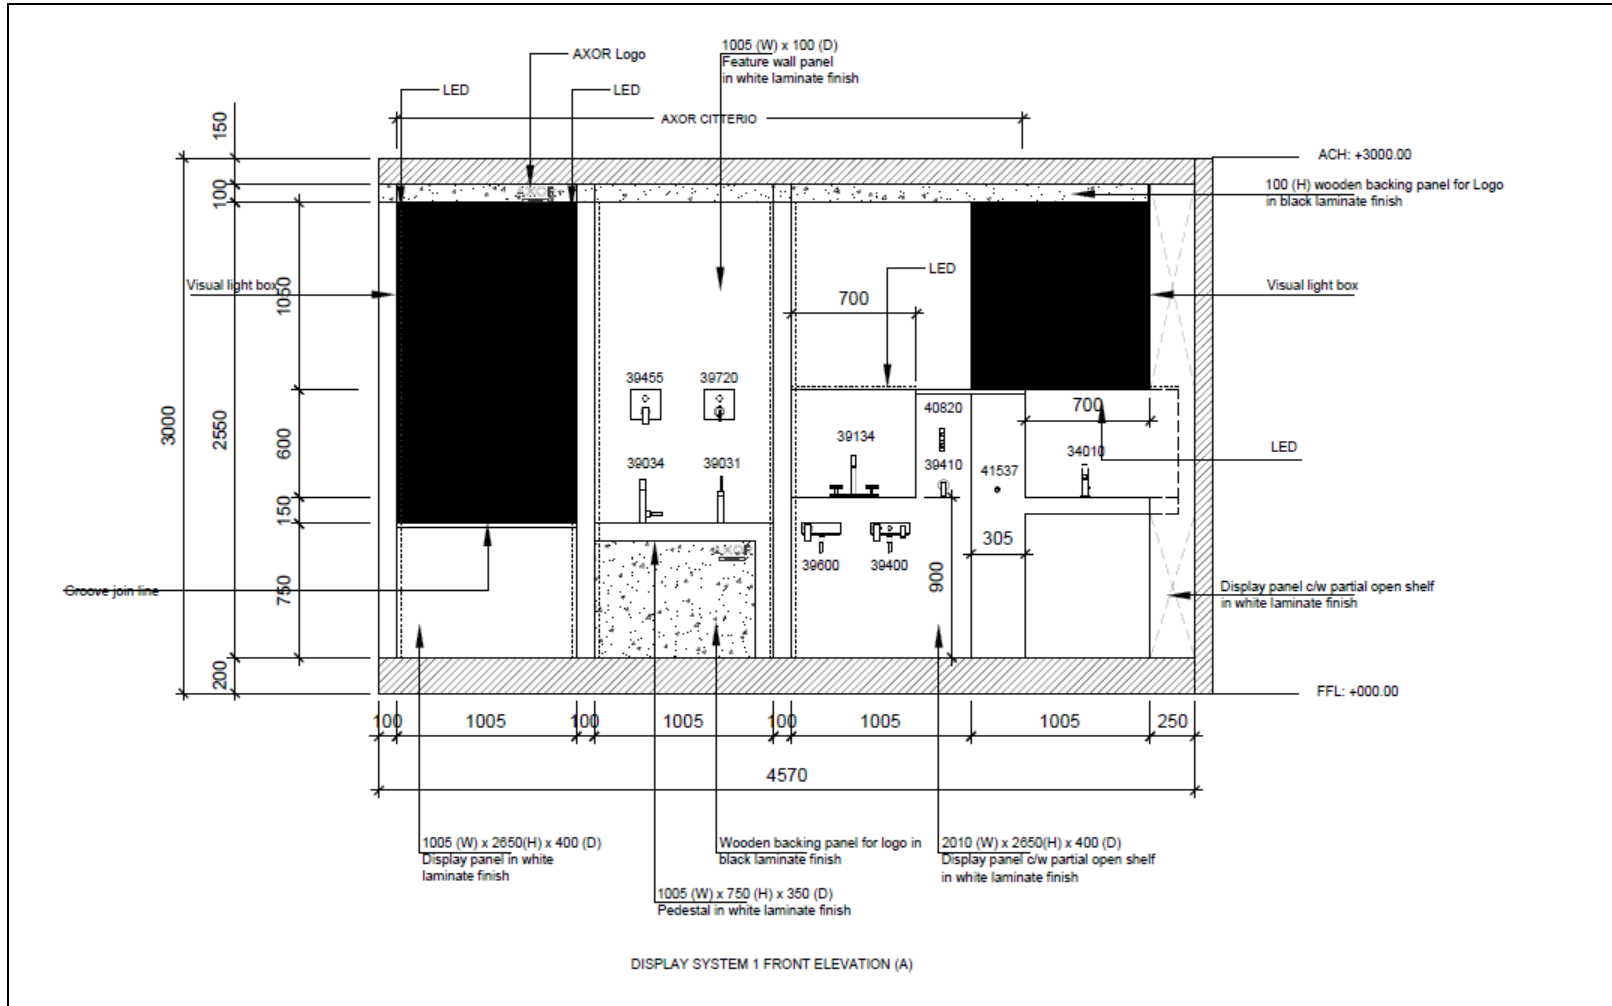 AXOR Logo
1005 (W) x 100 (D)
Feature wall panel
in white laminate finish
LED
LED
AXOR CITTERIO
150
ACH: +3000.00
100
AXOR
100 (H) wooden backing panel for Logo
in black laminate finish
LED
Visual light box
1050
700
Visual light box
39455
39720
3000
2550
600
40820
700
39134
39034
39031
39410
41537
34010
LED
150
39600
39400
305
AXOR
Groove join line
750
900
Display panel c/w partial open shelf
in white laminate finish
200
FFL: +000.00
100
1005
100
1005
100
1005
1005
250
4570
1005 (W) x 2650(H) x 400 (D)
Display panel in white
laminate finish
Wooden backing panel for logo in
black laminate finish
2010 (W) x 2650(H) x 400 (D)
Display panel c/w partial open shelf
in white laminate finish
1005 (W) x 750 (H) x 350 (D)
Pedestal in white laminate finish
DISPLAY SYSTEM 1 FRONT ELEVATION (A)